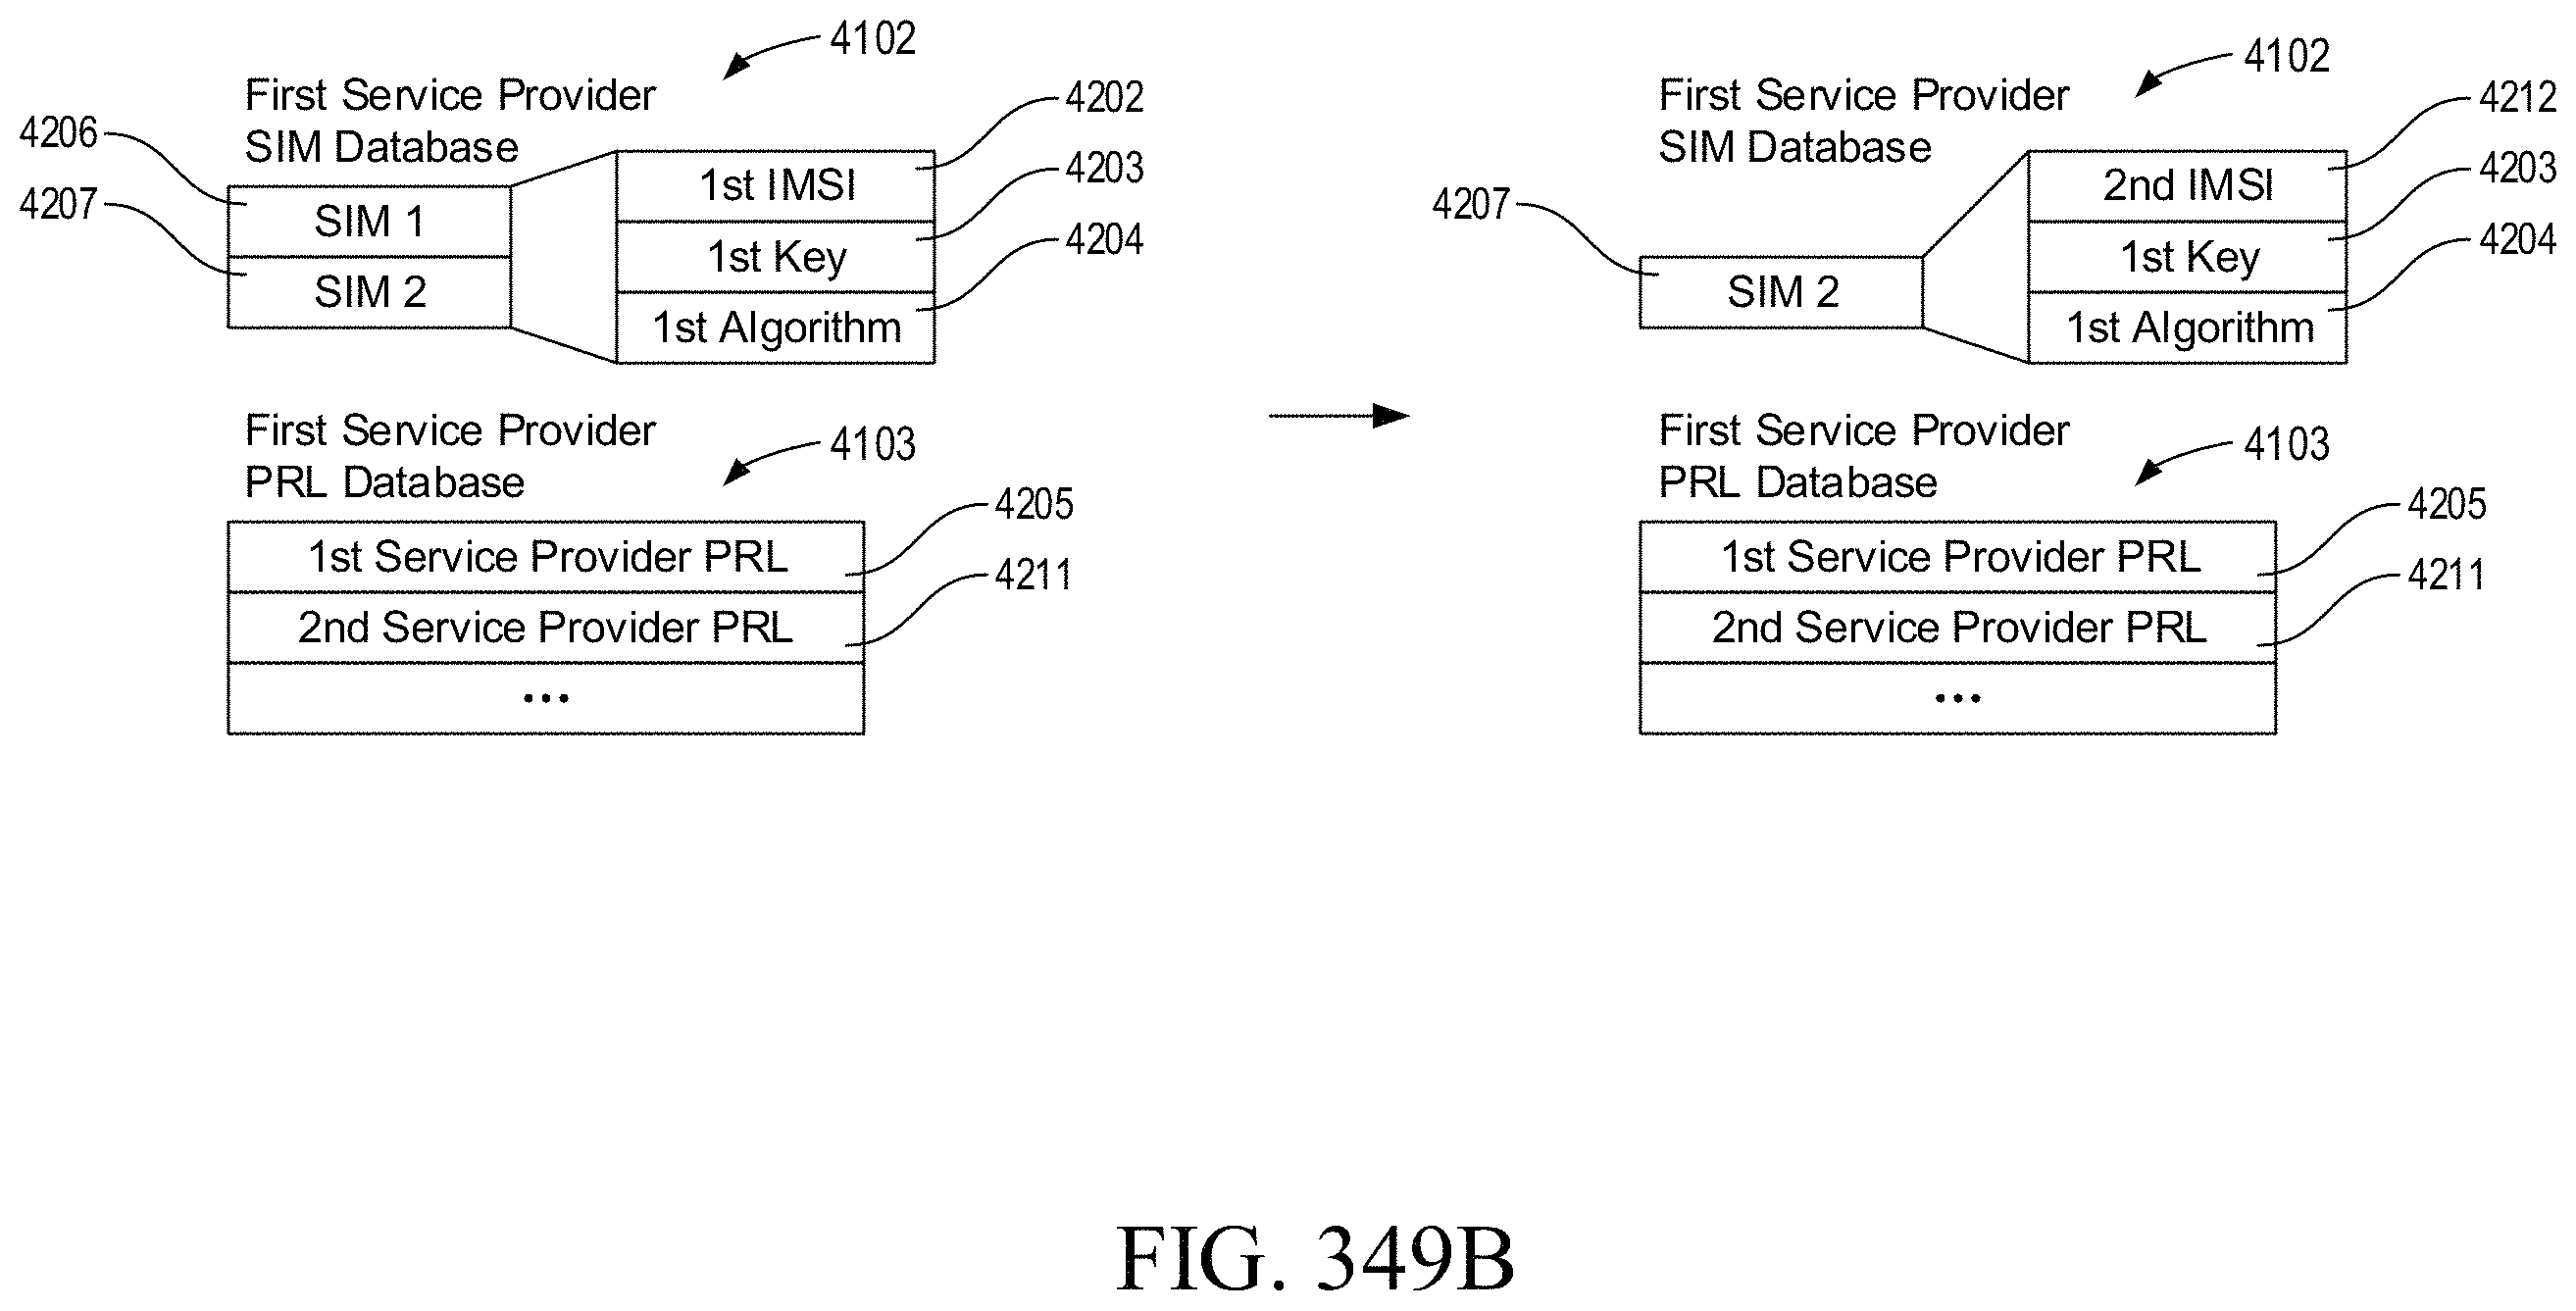 4102
First Service Provider
SIM Database
4202
4206
1st IMSI
4203
4207
SIM 1
1st Key
4204
SIM 2
1st Algorithm
First Service Provider
PRL Database
4103
4205
1st Service Provider PRL
4211
2nd Service Provider PRL
...
4102
First Service Provider
SIM Database
4212
2nd IMSI
4203
4207
1st Key
4204
SIM 2
1st Algorithm
First Service Provider
PRL Database
4103
4205
1st Service Provider PRL
4211
2nd Service Provider PRL
...
FIG. 349B